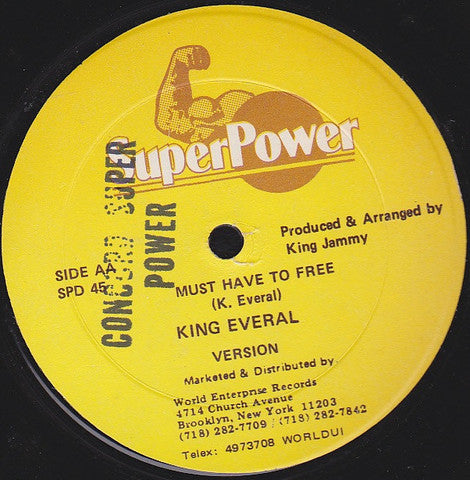 SuperPower
CONCORD SUPER
POWER
Produced & Arranged by
King Jammy
SIDE AA
SPD 45
MUST HAVE TO FREE
(K. Everal)
KING EVERAL
VERSION
Marketed & Distributed by
World Enterprise Records
4714 Church Avenue
Brooklyn, New York 11203
(718) 282-7709 / (718) 282-7842
Telex: 4973708 WORLDUI